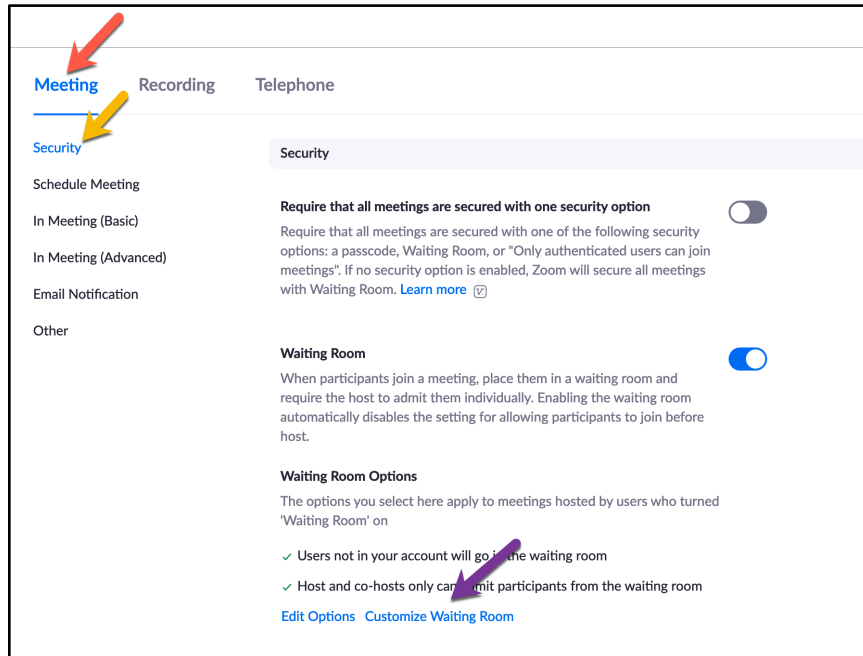 Meeting Recording Telephone
Security
Schedule Meeting
In Meeting (Basic)
In Meeting (Advanced)
Email Notification
Other
Security
Require that all meetings are secured with one security option
Require that all meetings are secured with one of the following security
options: a passcode, Waiting Room, or "Only authenticated users can join
meetings". If no security option is enabled, Zoom will secure all meetings
with Waiting Room. Learn more
Waiting Room
When participants join a meeting, place them in a waiting room and
require the host to admit them individually. Enabling the waiting room
automatically disables the setting for allowing participants to join before
host.
Waiting Room Options
The options you select here apply to meetings hosted by users who turned
'Waiting Room' on
Users not in your account will go in the waiting room
Host and co-hosts only can admit participants from the waiting room
Edit Options Customize Waiting Room